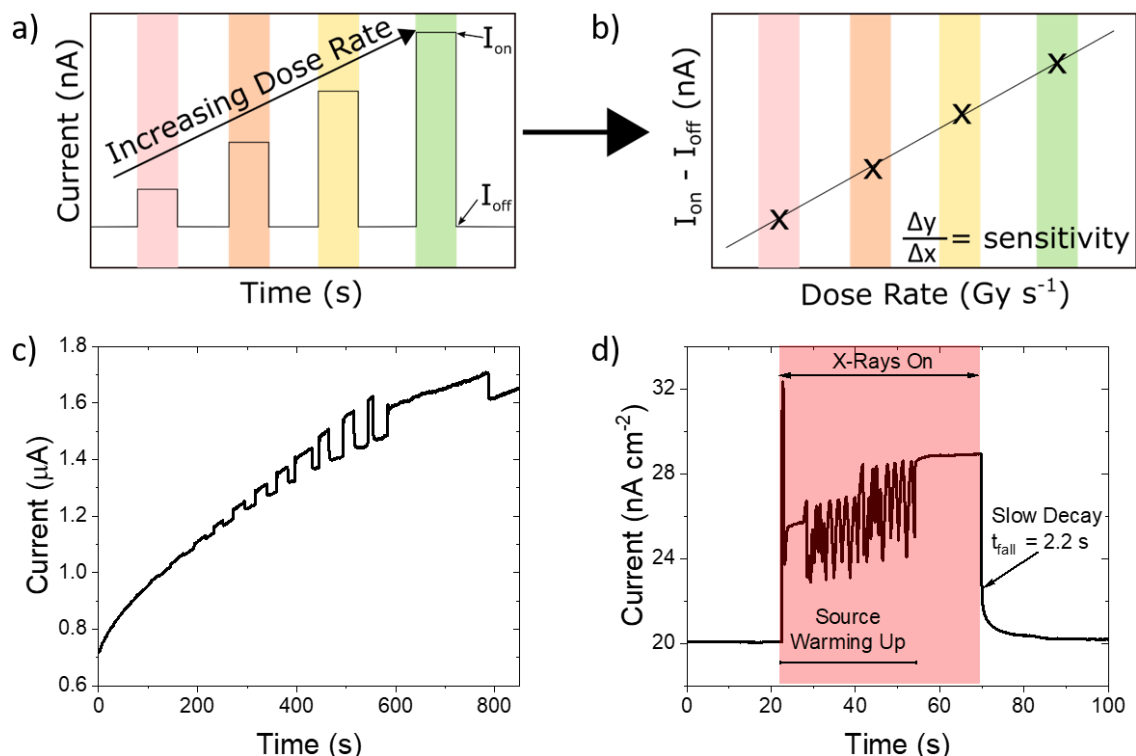 a)
Current (nA)
Increasing Dose Rate
I_on
I_off
Time (s)
b)
I_on - I_off (nA)
X
X
X
X
Δy
Δx
= sensitivity
Dose Rate (Gy s⁻¹)
c)
Current (μA)
1.8
1.6
1.4
1.2
1.0
0.8
0.6
0 200 400 600 800
Time (s)
d)
Current (nA cm⁻²)
32
28
24
20
16
X-Rays On
Slow Decay
t_fall = 2.2 s
Source
Warming Up
0 20 40 60 80 100
Time (s)